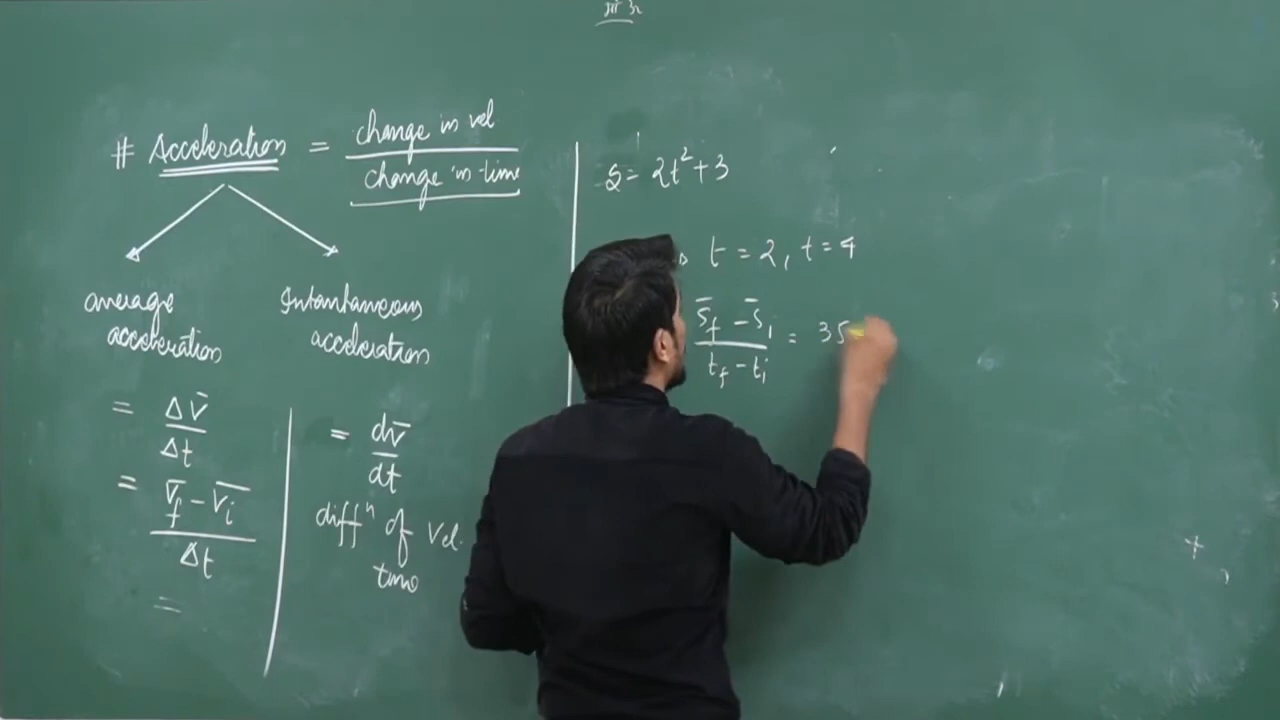 # Acceleration = change in vel
change in time
average acceleration
= Δv̄
Δt
= v̄f - v̄i
Δt
=
Intantaneous acceleration
= dv̄
dt
diffⁿ of vel.
time
S = 2t² + 3
t = 2, t = 4
s̄f - s̄i = 35
tf - ti